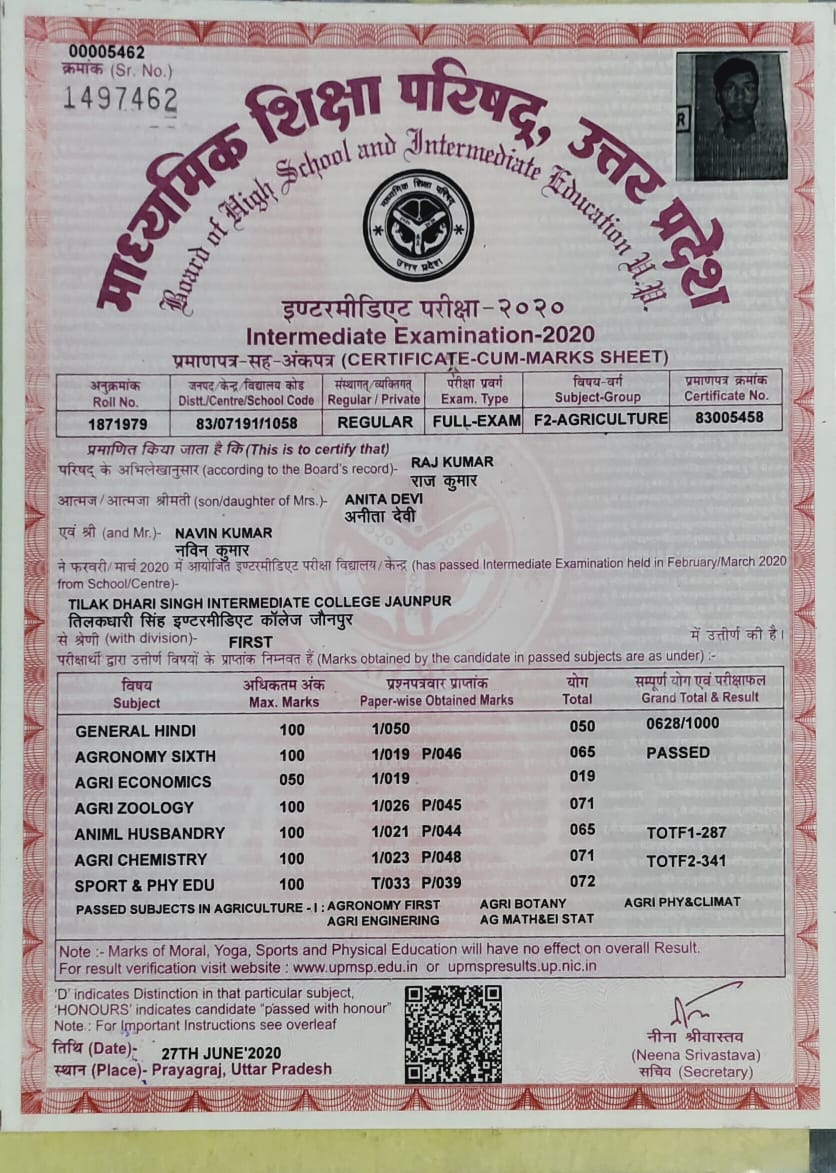 00005462
क्रमांक (Sr. No.)
1497462
माध्यमिक शिक्षा परिषद्, उत्तर प्रदेश
Board of High School and Intermediate Education U.P.
माध्यमिक शिक्षा परिषद्
उत्तर प्रदेश
इण्टरमीडिएट परीक्षा-२०२०
Intermediate Examination-2020
प्रमाणपत्र-सह-अंकपत्र (CERTIFICATE-CUM-MARKS SHEET)
अनुक्रमांक जनपद/केन्द्र/विद्यालय कोड संस्थागत/व्यक्तिगत परीक्षा प्रवर्ग विषय-वर्ग प्रमाणपत्र क्रमांक
Roll No. Distt./Centre/School Code Regular / Private Exam. Type Subject-Group Certificate No.
1871979 83/07191/1058 REGULAR FULL-EXAM F2-AGRICULTURE 83005458
प्रमाणित किया जाता है कि (This is to certify that)
परिषद् के अभिलेखानुसार (according to the Board's record)- RAJ KUMAR
राज कुमार
आत्मज/आत्मजा श्रीमती (son/daughter of Mrs.)- ANITA DEVI
अनीता देवी
एवं श्री (and Mr.)- NAVIN KUMAR
नविन कुमार
ने फरवरी/मार्च 2020 में आयोजित इण्टरमीडिएट परीक्षा विद्यालय/केन्द्र (has passed Intermediate Examination held in February/March 2020
from School/Centre)-
TILAK DHARI SINGH INTERMEDIATE COLLEGE JAUNPUR
तिलकधारी सिंह इण्टरमीडिएट कॉलेज जौनपुर
से श्रेणी (with division)- FIRST में उत्तीर्ण की है।
परीक्षार्थी द्वारा उत्तीर्ण विषयों के प्राप्तांक निम्नवत हैं (Marks obtained by the candidate in passed subjects are as under) :-
विषय अधिकतम अंक प्रश्नपत्रवार प्राप्तांक योग सम्पूर्ण योग एवं परीक्षाफल
Subject Max. Marks Paper-wise Obtained Marks Total Grand Total & Result
GENERAL HINDI 100 1/050 050 0628/1000
AGRONOMY SIXTH 100 1/019 P/046 065 PASSED
AGRI ECONOMICS 050 1/019 019
AGRI ZOOLOGY 100 1/026 P/045 071
ANIML HUSBANDRY 100 1/021 P/044 065 TOTF1-287
AGRI CHEMISTRY 100 1/023 P/048 071 TOTF2-341
SPORT & PHY EDU 100 T/033 P/039 072
PASSED SUBJECTS IN AGRICULTURE - I : AGRONOMY FIRST AGRI BOTANY AGRI PHY&CLIMAT
AGRI ENGINERING AG MATH&EI STAT
Note :- Marks of Moral, Yoga, Sports and Physical Education will have no effect on overall Result.
For result verification visit website : www.upmsp.edu.in or upmspresults.up.nic.in
'D' indicates Distinction in that particular subject,
'HONOURS' indicates candidate "passed with honour"
Note : For Important Instructions see overleaf
तिथि (Date)- 27TH JUNE'2020
स्थान (Place)- Prayagraj, Uttar Pradesh
नीना श्रीवास्तव
(Neena Srivastava)
सचिव (Secretary)